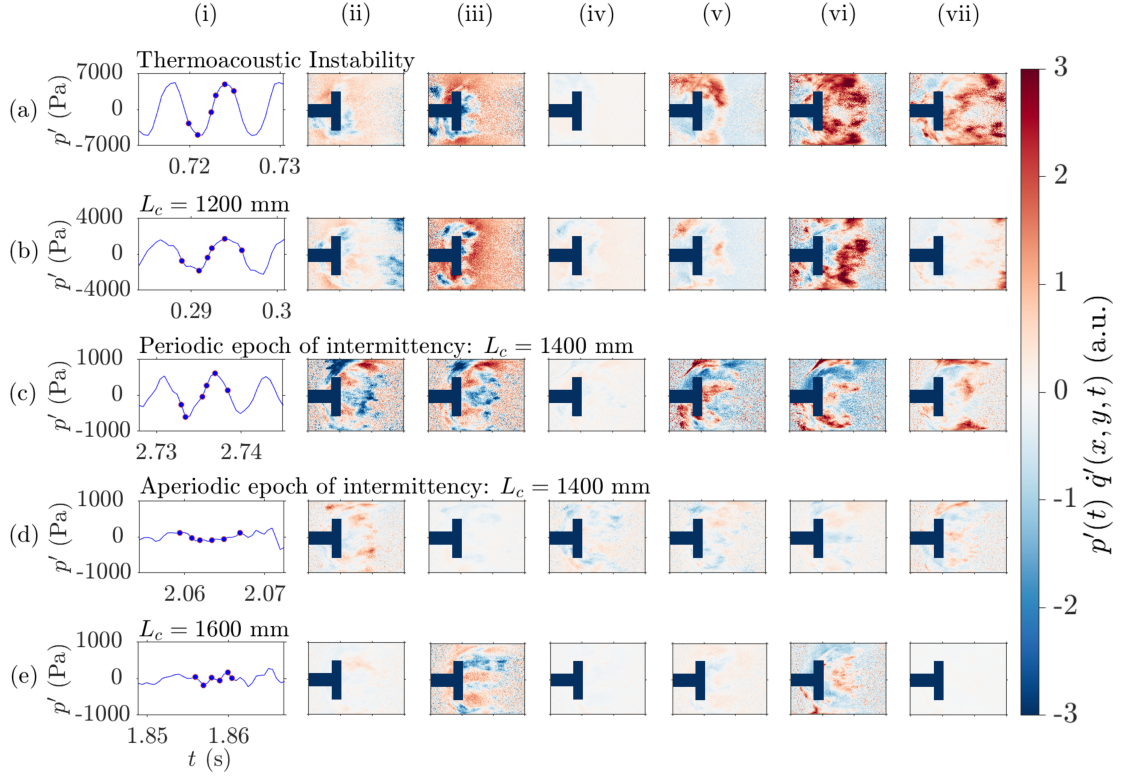 (i) (ii) (iii) (iv) (v) (vi) (vii)
Thermoacoustic Instability
(a)
p′ (Pa)
7000
0
-7000
0.72 0.73
L_c = 1200 mm
(b)
p′ (Pa)
4000
0
-4000
0.29 0.3
Periodic epoch of intermittency: L_c = 1400 mm
(c)
p′ (Pa)
1000
0
-1000
2.73 2.74
Aperiodic epoch of intermittency: L_c = 1400 mm
(d)
p′ (Pa)
1000
0
-1000
2.06 2.07
L_c = 1600 mm
(e)
p′ (Pa)
1000
0
-1000
1.85 1.86
t (s)
3
2
1
0
-1
-2
-3
p′(t) q̇′(x, y, t) (a.u.)